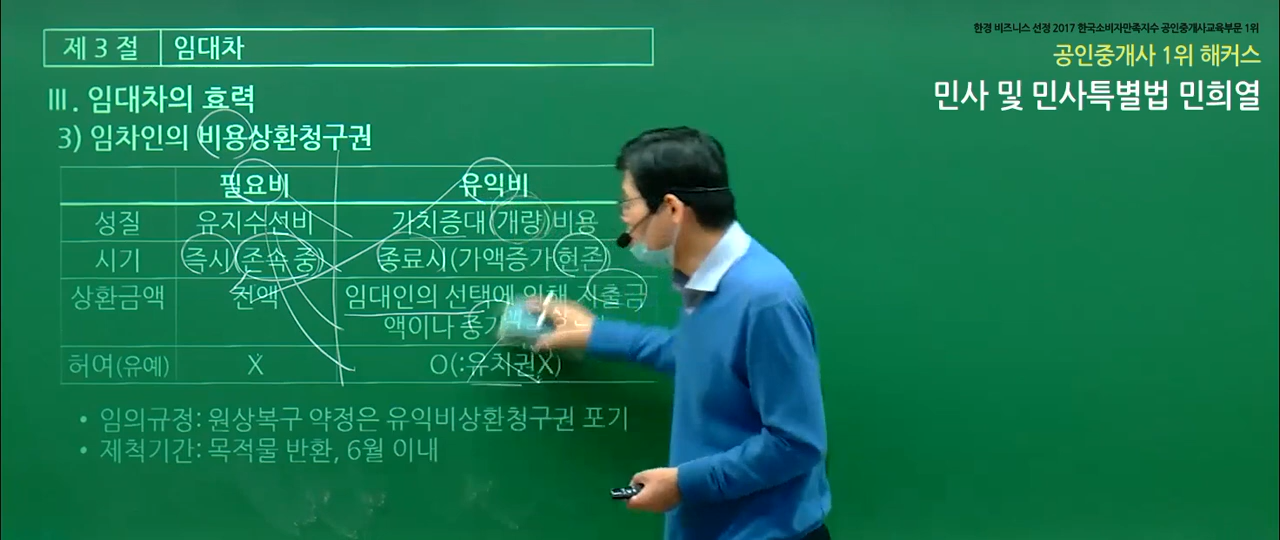 한경 비즈니스 선정 2017 한국소비자만족지수 공인중개사교육부문 1위
공인중개사 1위 해커스
민사 및 민사특별법 민희열
제 3 절 임대차
Ⅲ. 임대차의 효력
3) 임차인의 비용상환청구권
필요비 유익비
성질 유지수선비 가치증대(개량)비용
시기 즉시(존속 중) 종료시(가액증가 현존)
상환금액 전액 임대인의 선택에 지출금
액이나
허여(유예) X O(:유치권X)
• 임의규정: 원상복구 약정은 유익비상환청구권 포기
• 제척기간: 목적물 반환, 6월 이내